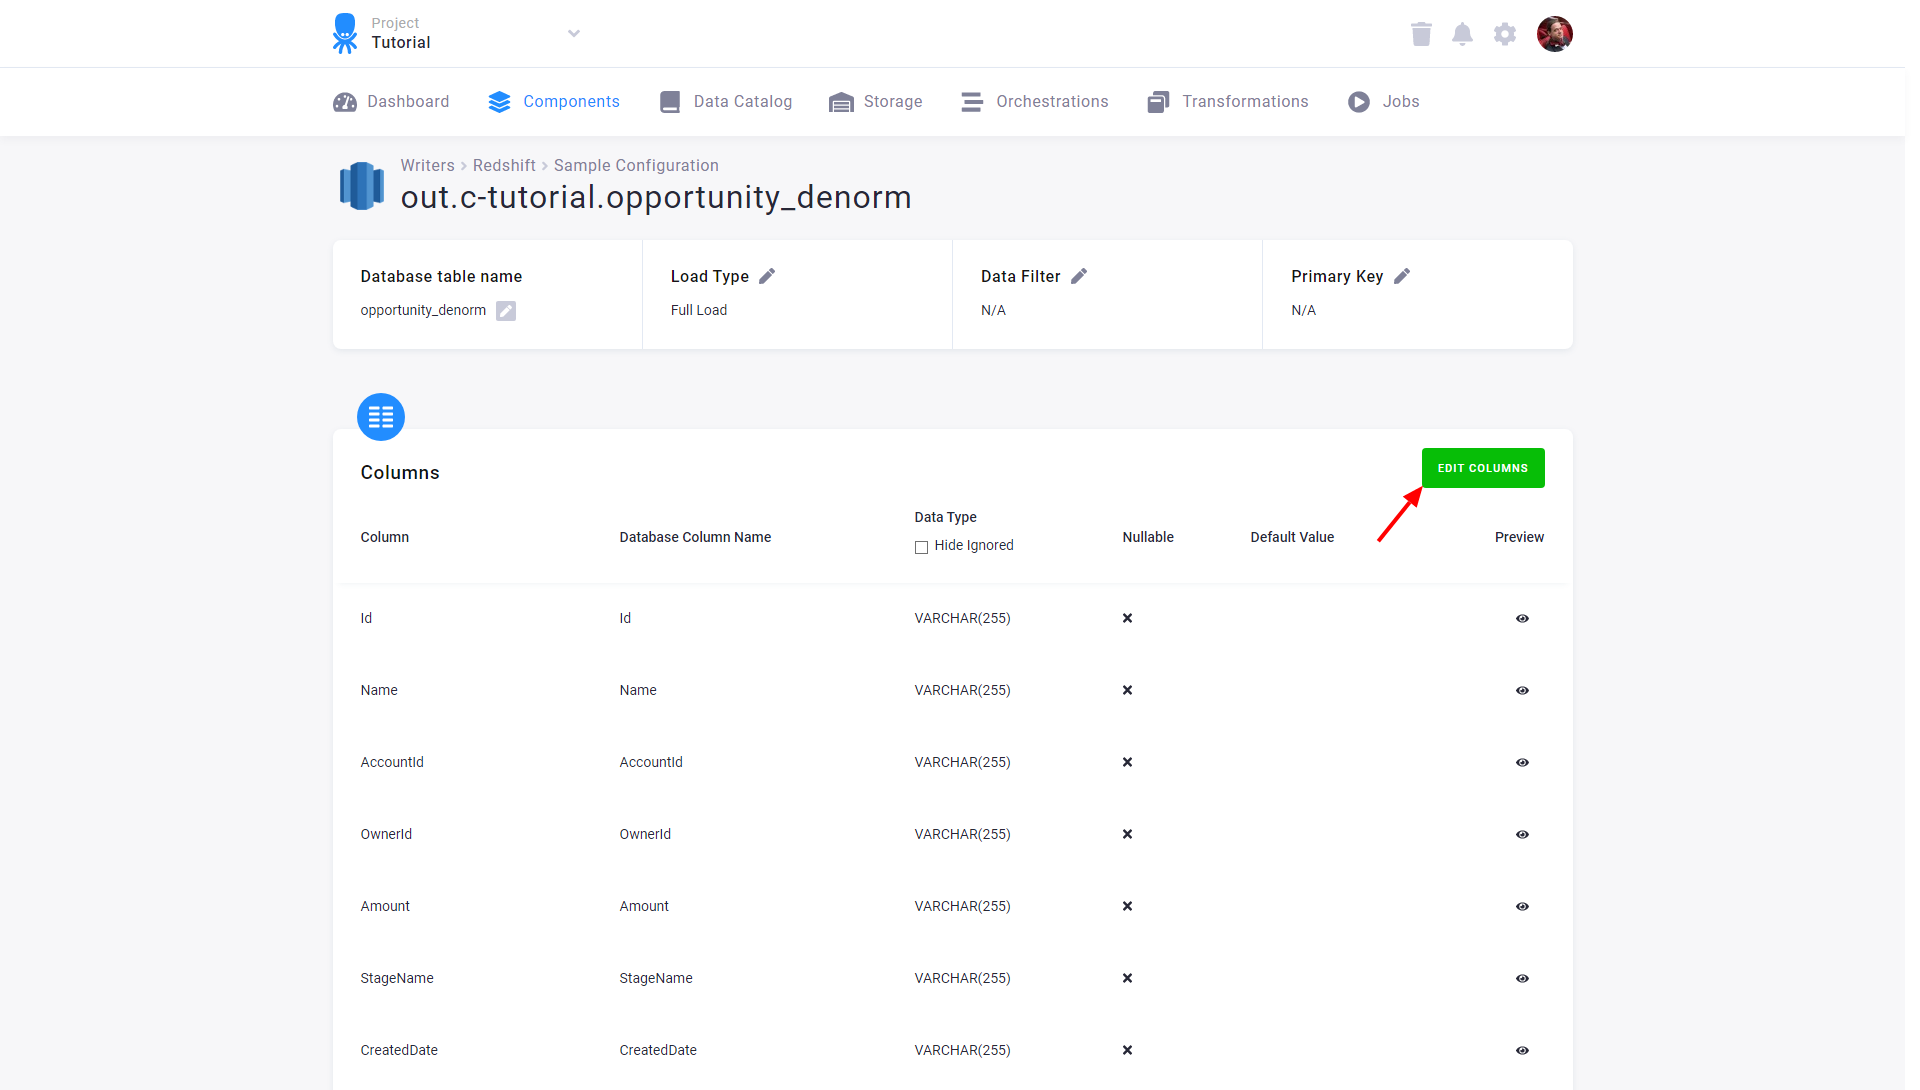 Project
Tutorial
Dashboard Components Data Catalog Storage Orchestrations Transformations Jobs
Writers > Redshift > Sample Configuration
out.c-tutorial.opportunity_denorm
Database table name Load Type Data Filter Primary Key
opportunity_denorm Full Load N/A N/A
Columns EDIT COLUMNS
Column Database Column Name Data Type Nullable Default Value Preview
Hide Ignored
Id Id VARCHAR(255)
Name Name VARCHAR(255)
AccountId AccountId VARCHAR(255)
OwnerId OwnerId VARCHAR(255)
Amount Amount VARCHAR(255)
StageName StageName VARCHAR(255)
CreatedDate CreatedDate VARCHAR(255)